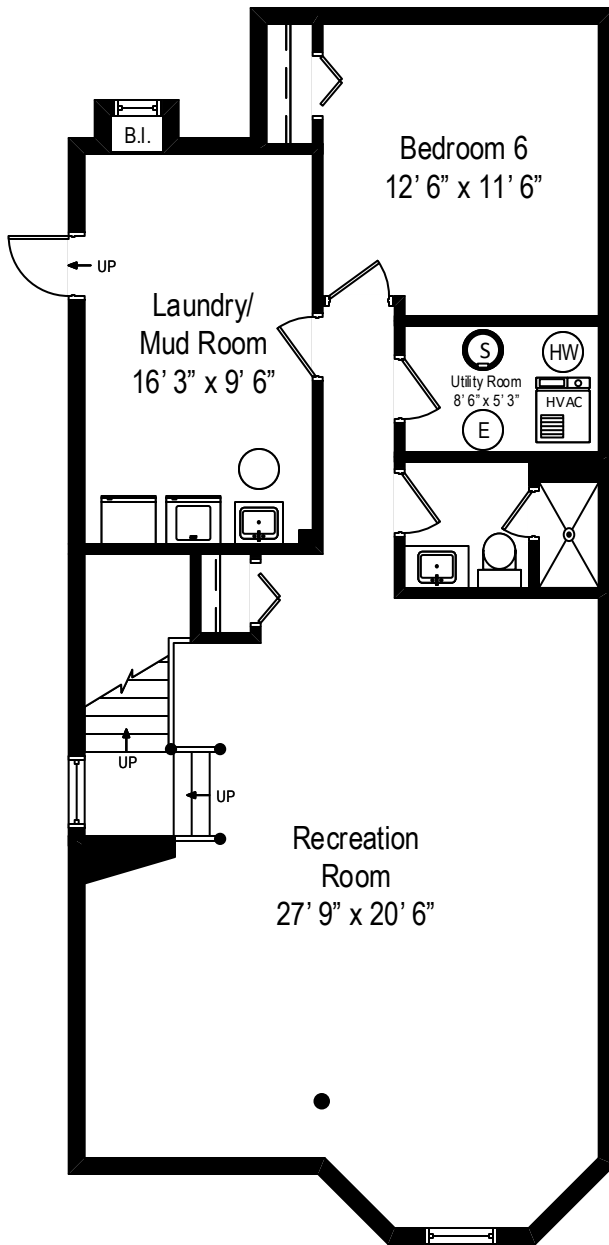 B.I.
Bedroom 6
12’ 6” x 11’ 6”
UP
Laundry/
Mud Room
16’ 3” x 9’ 6”
S
HW
Utility Room
8’ 6” x 5’ 3”
HVAC
E
UP
UP
Recreation
Room
27’ 9” x 20’ 6”